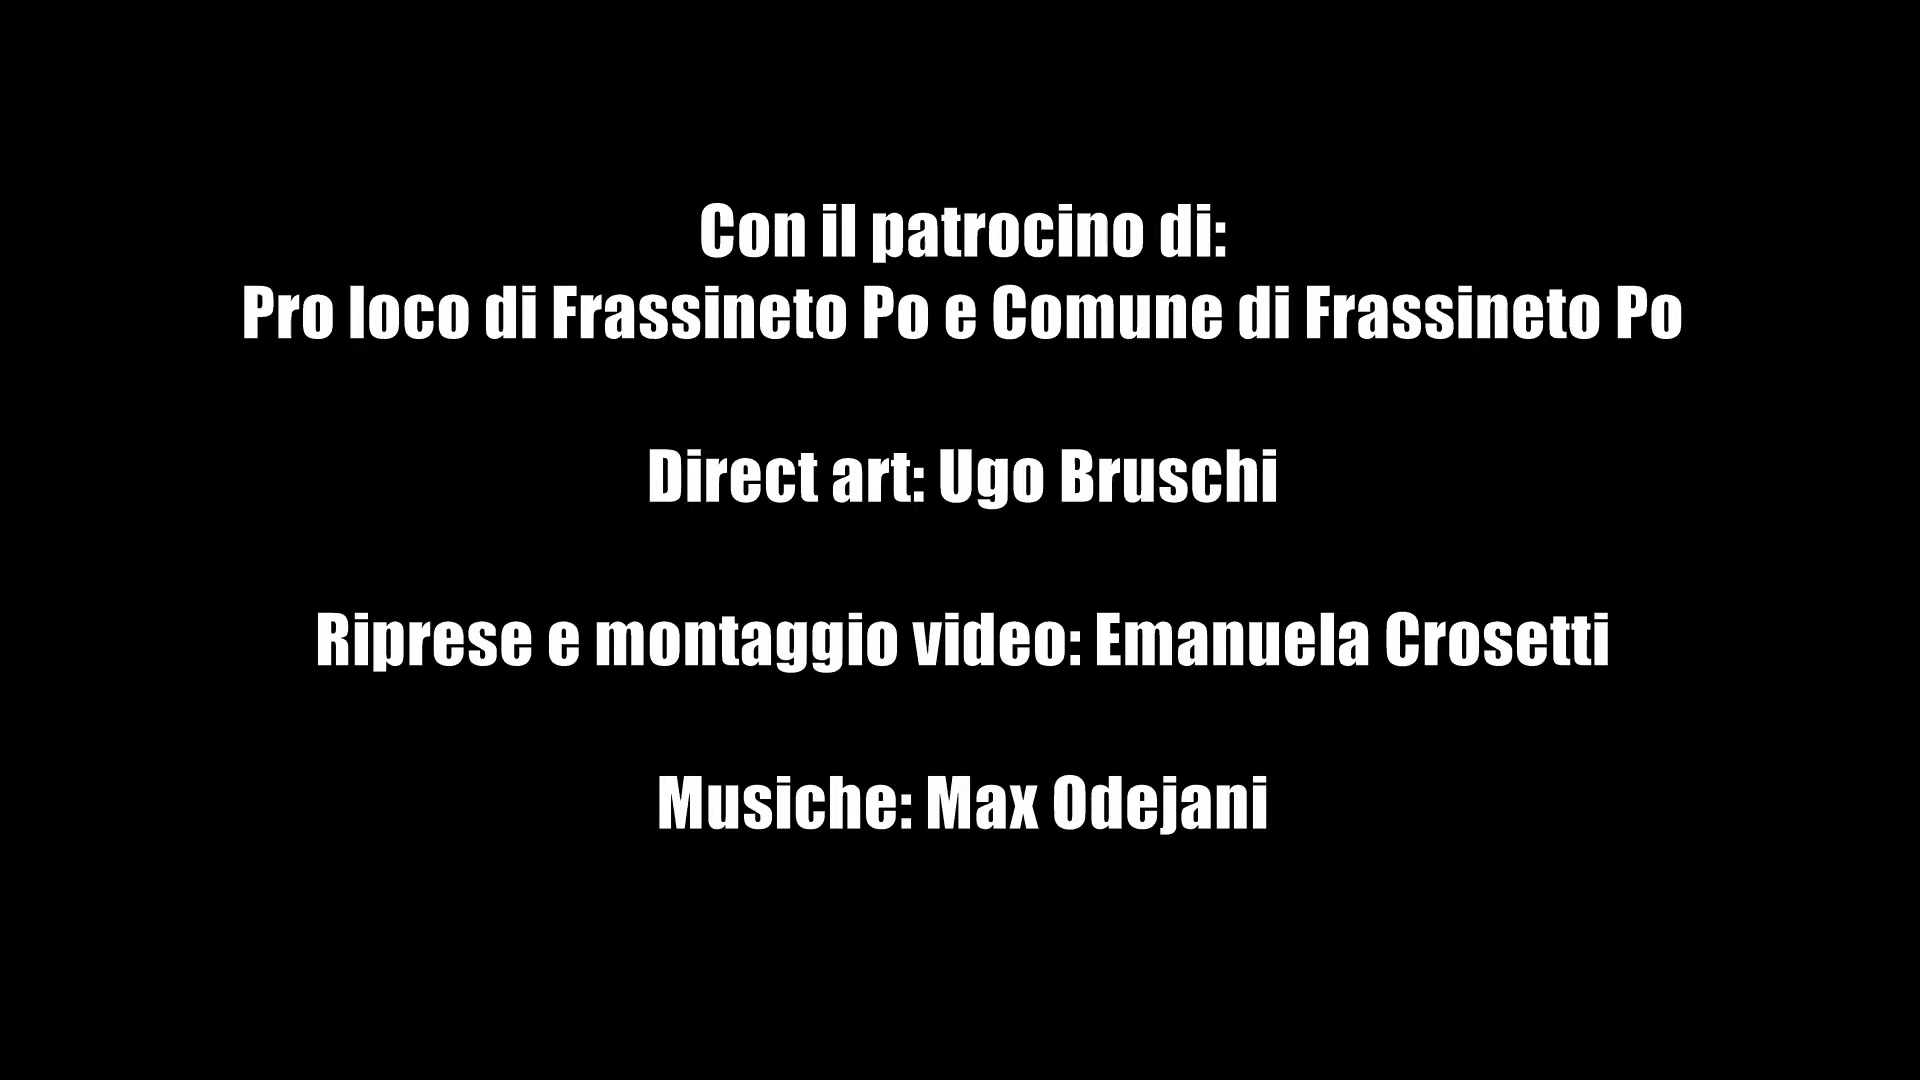 Con il patrocino di:
Pro loco di Frassineto Po e Comune di Frassineto Po
Direct art: Ugo Bruschi
Riprese e montaggio video: Emanuela Crosetti
Musiche: Max Odejani